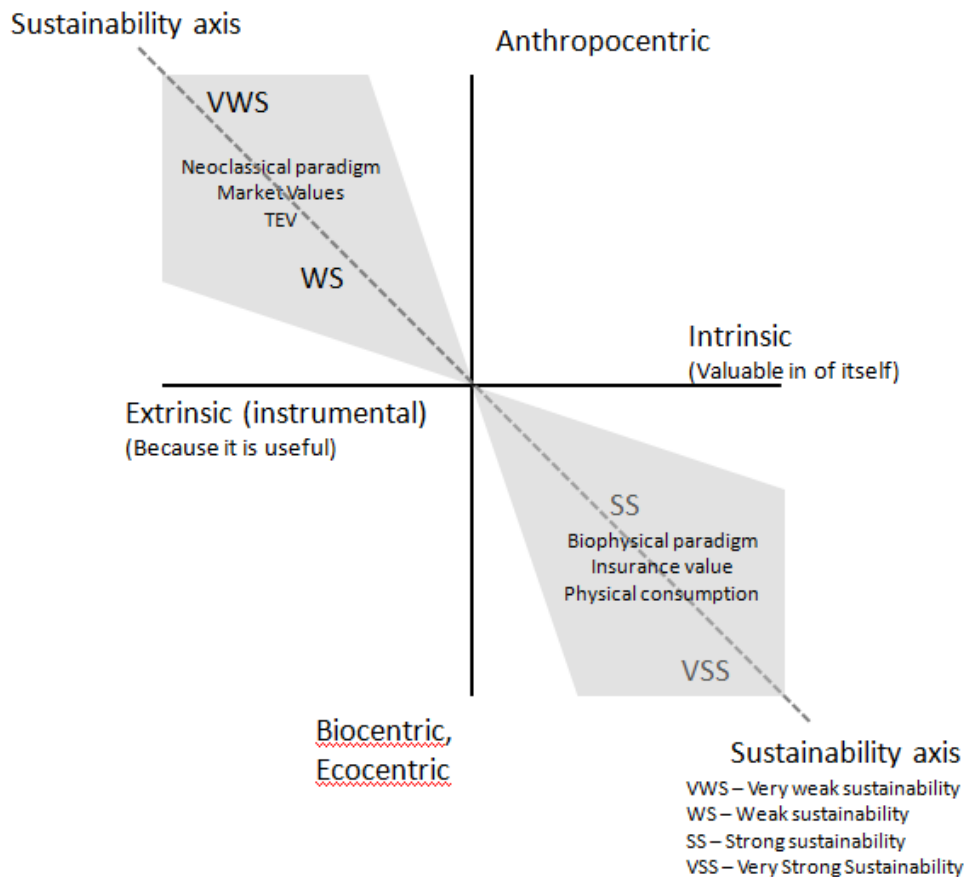 Sustainability axis
Anthropocentric
VWS
Neoclassical paradigm
Market Values
TEV
WS
Intrinsic
(Valuable in of itself)
Extrinsic (instrumental)
(Because it is useful)
SS
Biophysical paradigm
Insurance value
Physical consumption
VSS
Biocentric,
Ecocentric
Sustainability axis
VWS – Very weak sustainability
WS – Weak sustainability
SS – Strong sustainability
VSS – Very Strong Sustainability